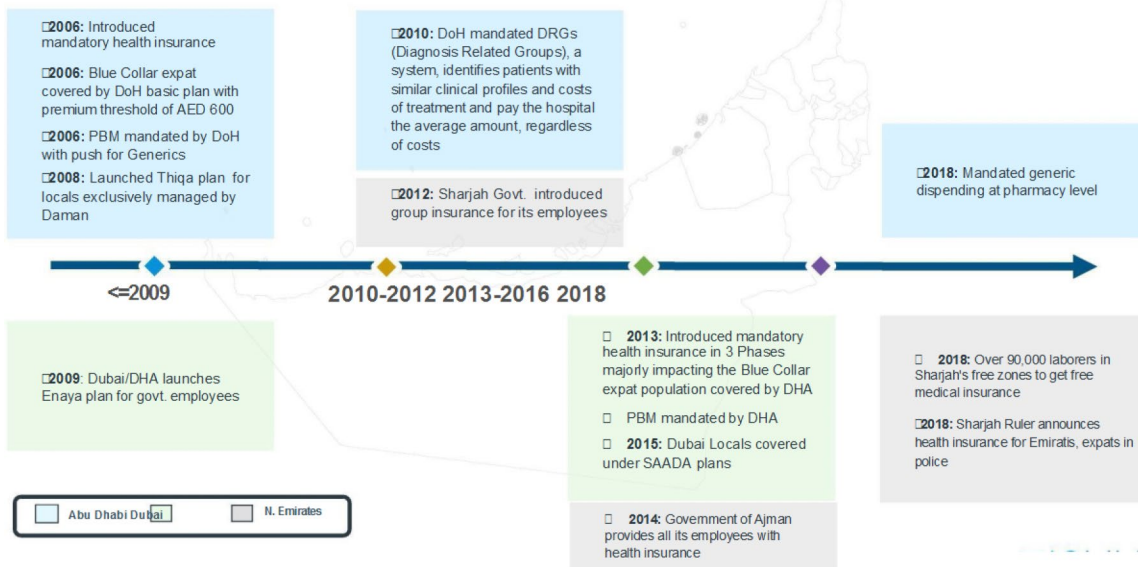 □2006: Introduced
mandatory health insurance
□2006: Blue Collar expat
covered by DoH basic plan with
premium threshold of AED 600
□2006: PBM mandated by DoH
with push for Generics
□2008: Launched Thiqa plan for
locals exclusively managed by
Daman
□2010: DoH mandated DRGs
(Diagnosis Related Groups), a
system, identifies patients with
similar clinical profiles and costs
of treatment and pay the hospital
the average amount, regardless
of costs
□2012: Sharjah Govt. introduced
group insurance for its employees
□2018: Mandated generic
dispending at pharmacy level
<=2009
2010-2012 2013-2016 2018
□2009: Dubai/DHA launches
Enaya plan for govt. employees
□ 2013: Introduced mandatory
health insurance in 3 Phases
majorly impacting the Blue Collar
expat population covered by DHA
□ PBM mandated by DHA
□ 2015: Dubai Locals covered
under SAADA plans
□ 2014: Government of Ajman
provides all its employees with
health insurance
□ 2018: Over 90,000 laborers in
Sharjah's free zones to get free
medical insurance
□2018: Sharjah Ruler announces
health insurance for Emiratis, expats in
police
Abu Dhabi Dubai N. Emirates